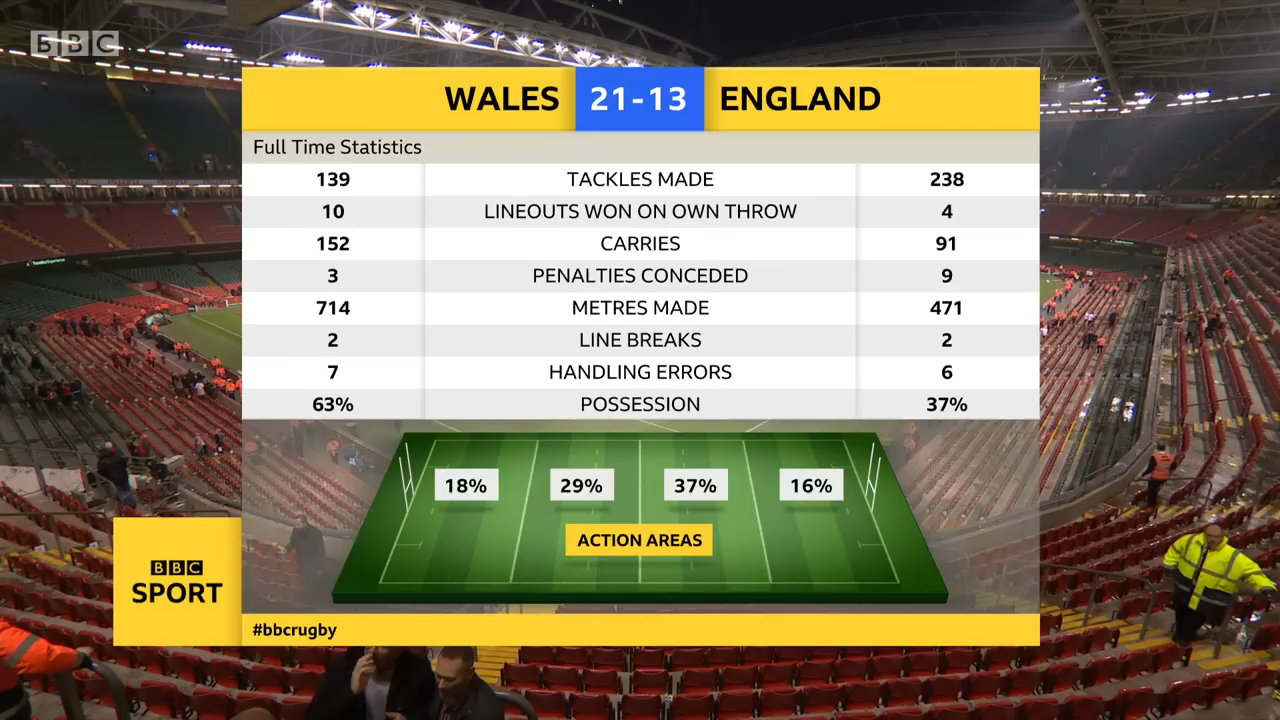 BBC
WALES 21-13 ENGLAND
Full Time Statistics
139 TACKLES MADE 238
10 LINEOUTS WON ON OWN THROW 4
152 CARRIES 91
3 PENALTIES CONCEDED 9
714 METRES MADE 471
2 LINE BREAKS 2
7 HANDLING ERRORS 6
63% POSSESSION 37%
18% 29% 37% 16%
ACTION AREAS
BBC
SPORT
#bbcrugby